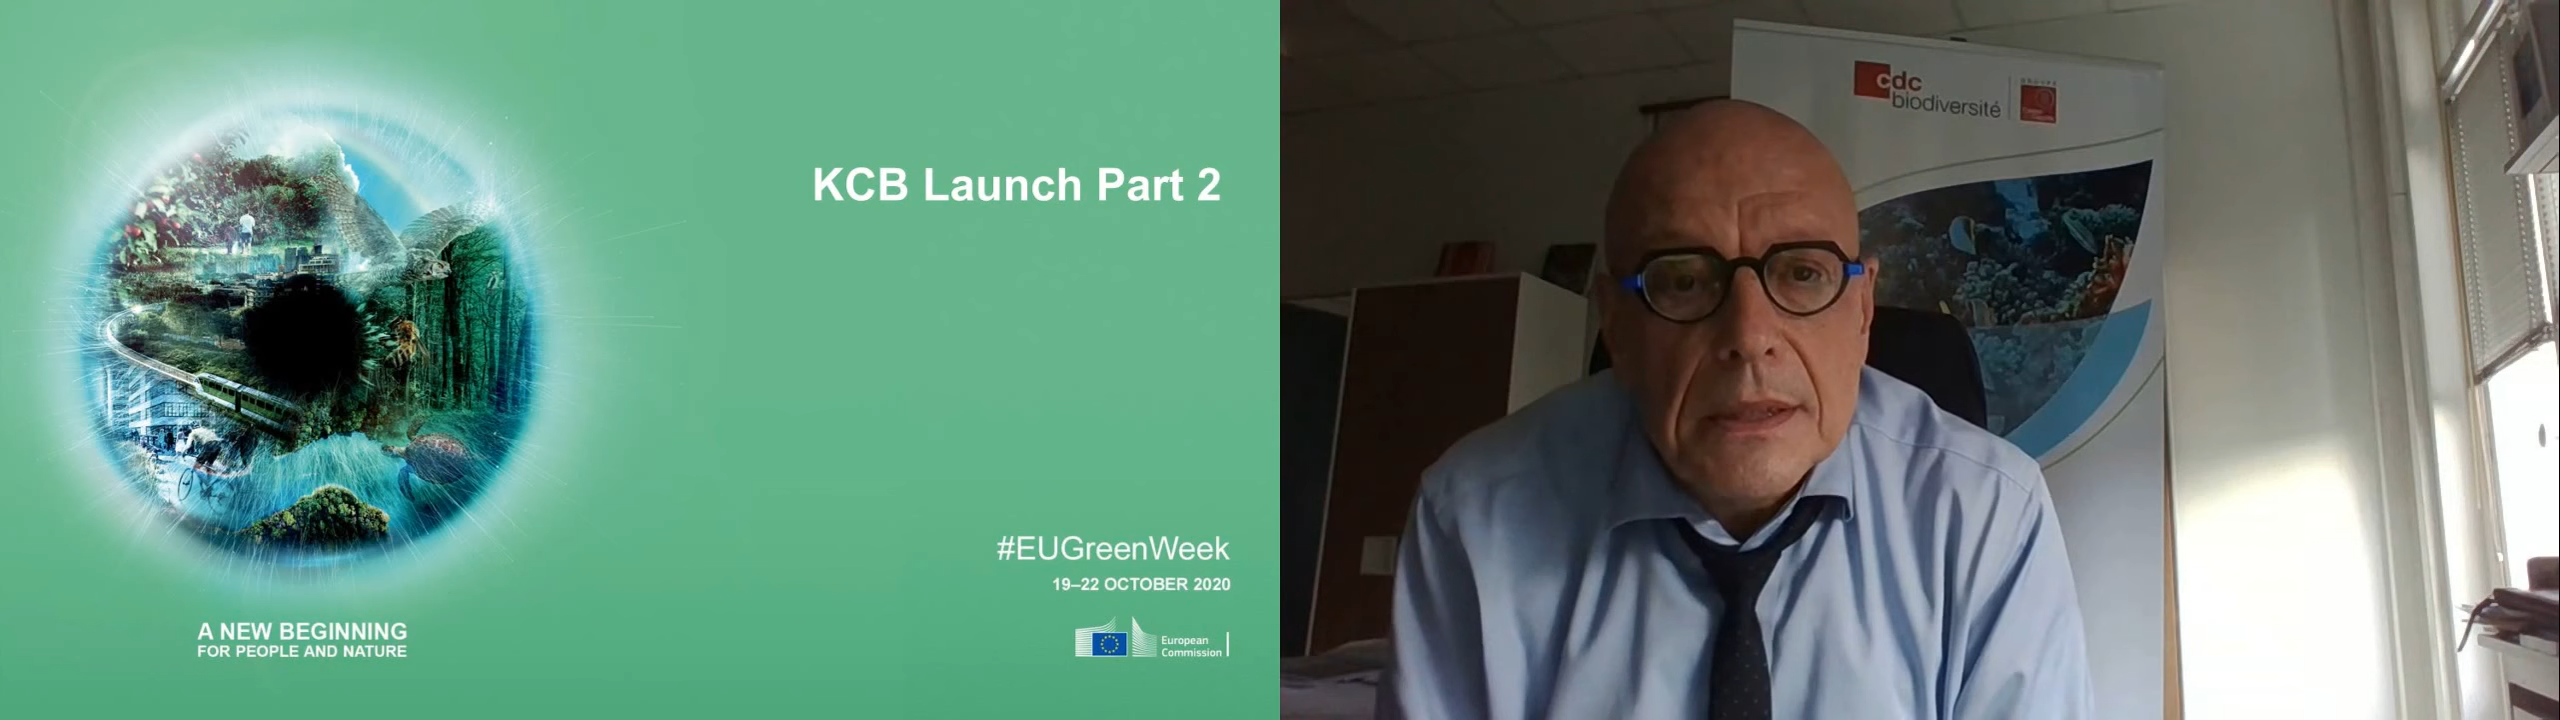 KCB Launch Part 2
#EUGreenWeek
19–22 OCTOBER 2020
A NEW BEGINNING
FOR PEOPLE AND NATURE
European
Commission
cdc
biodiversité
GROUPE